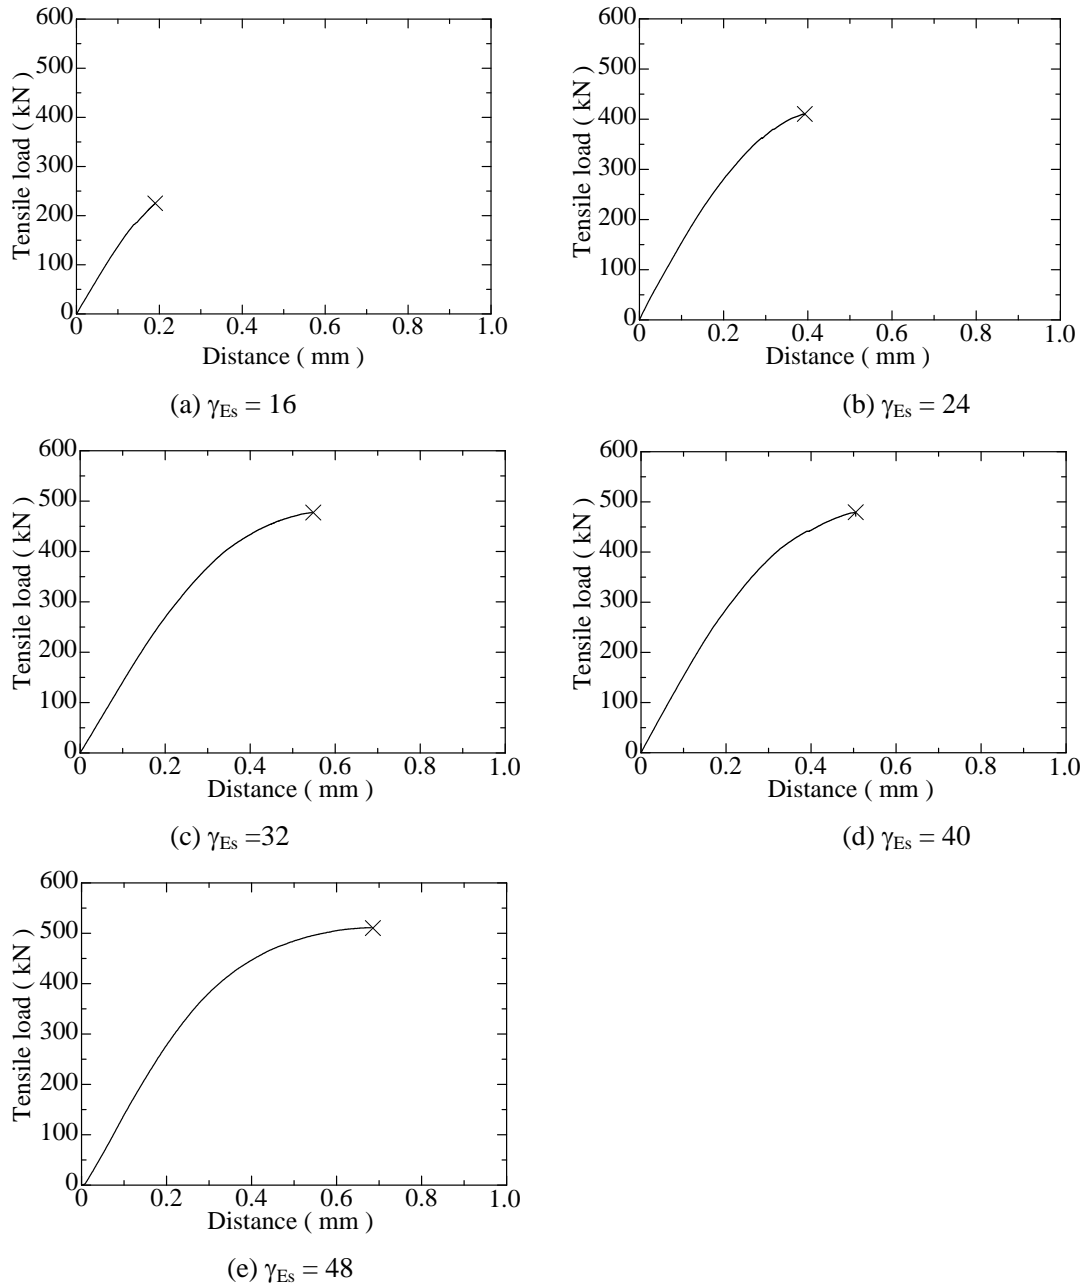 600
500
400
300
200
100
0
Tensile load ( kN )
0 0.2 0.4 0.6 0.8 1.0
Distance ( mm )
(a) γEs = 16
600
500
400
300
200
100
0
Tensile load ( kN )
0 0.2 0.4 0.6 0.8 1.0
Distance ( mm )
(b) γEs = 24
600
500
400
300
200
100
0
Tensile load ( kN )
0 0.2 0.4 0.6 0.8 1.0
Distance ( mm )
(c) γEs =32
600
500
400
300
200
100
0
Tensile load ( kN )
0 0.2 0.4 0.6 0.8 1.0
Distance ( mm )
(d) γEs = 40
600
500
400
300
200
100
0
Tensile load ( kN )
0 0.2 0.4 0.6 0.8 1.0
Distance ( mm )
(e) γEs = 48